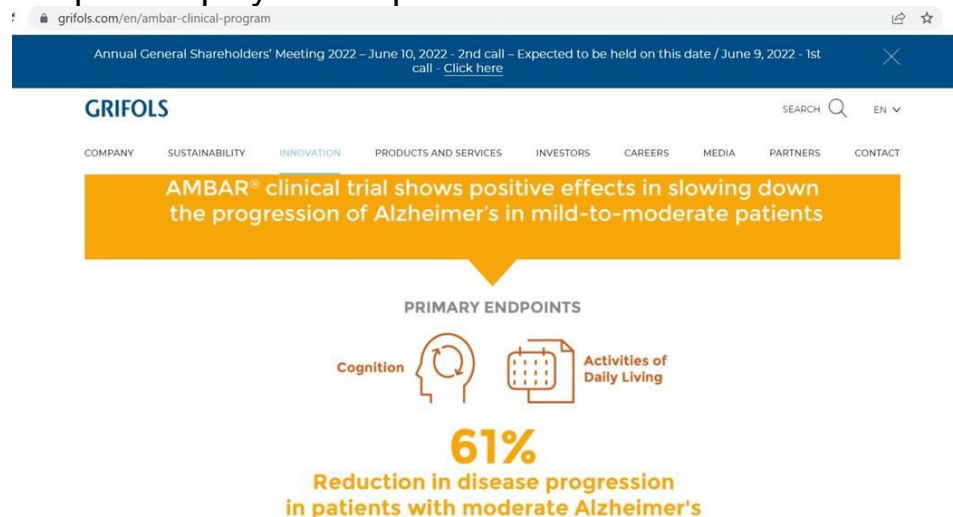 grifols.com/en/ambar-clinical-program
Annual General Shareholders' Meeting 2022 – June 10, 2022 - 2nd call – Expected to be held on this date / June 9, 2022 - 1st
call - Click here
GRIFOLS
SEARCH EN
COMPANY SUSTAINABILITY INNOVATION PRODUCTS AND SERVICES INVESTORS CAREERS MEDIA PARTNERS CONTACT
AMBAR® clinical trial shows positive effects in slowing down
the progression of Alzheimer's in mild-to-moderate patients
PRIMARY ENDPOINTS
Cognition
Activities of
Daily Living
61%
Reduction in disease progression
in patients with moderate Alzheimer's